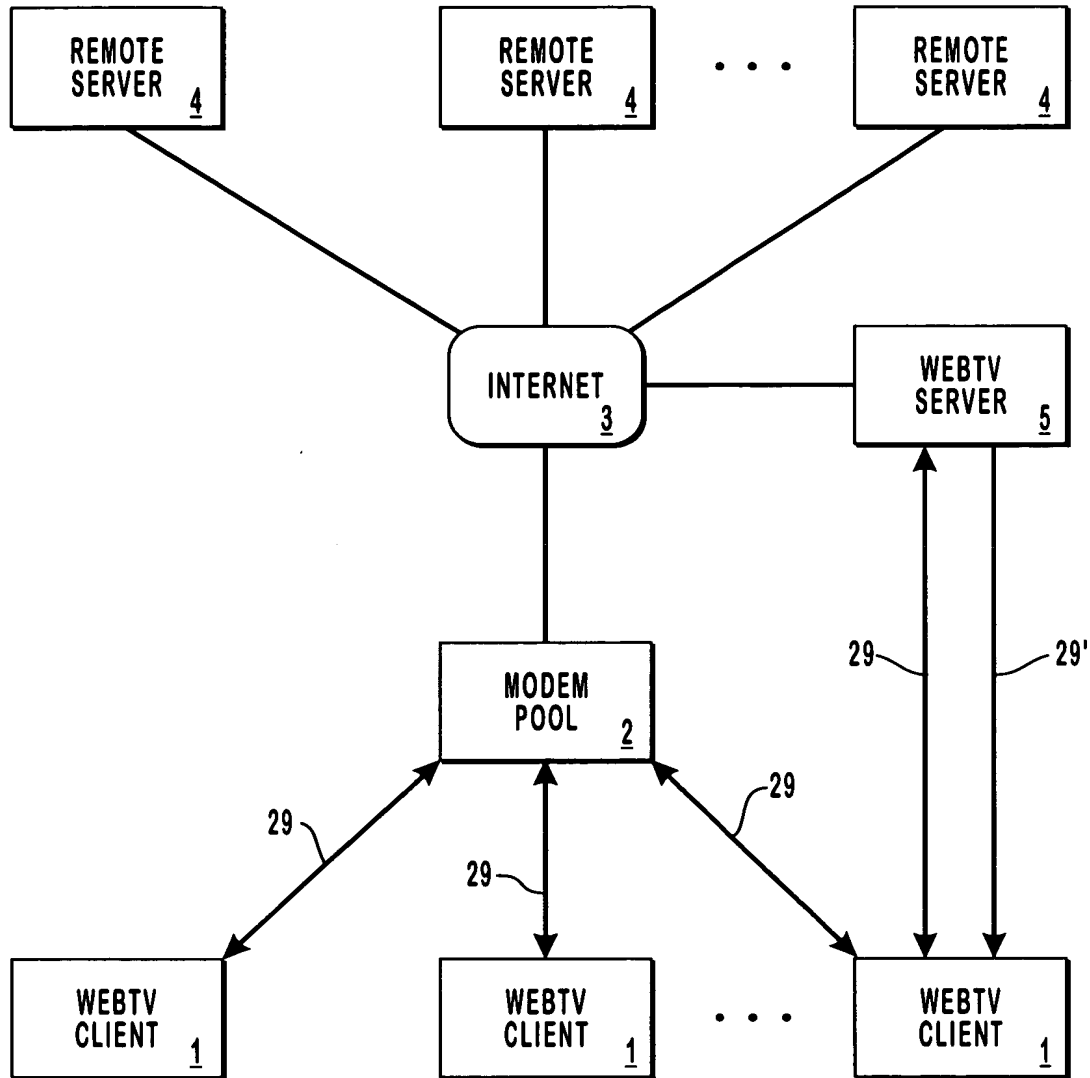 REMOTE
SERVER
4
REMOTE
SERVER
4
REMOTE
SERVER
4
INTERNET
3
WEBTV
SERVER
5
MODEM
POOL
2
29
29'
29
29
29
WEBTV
CLIENT
1
WEBTV
CLIENT
1
WEBTV
CLIENT
1